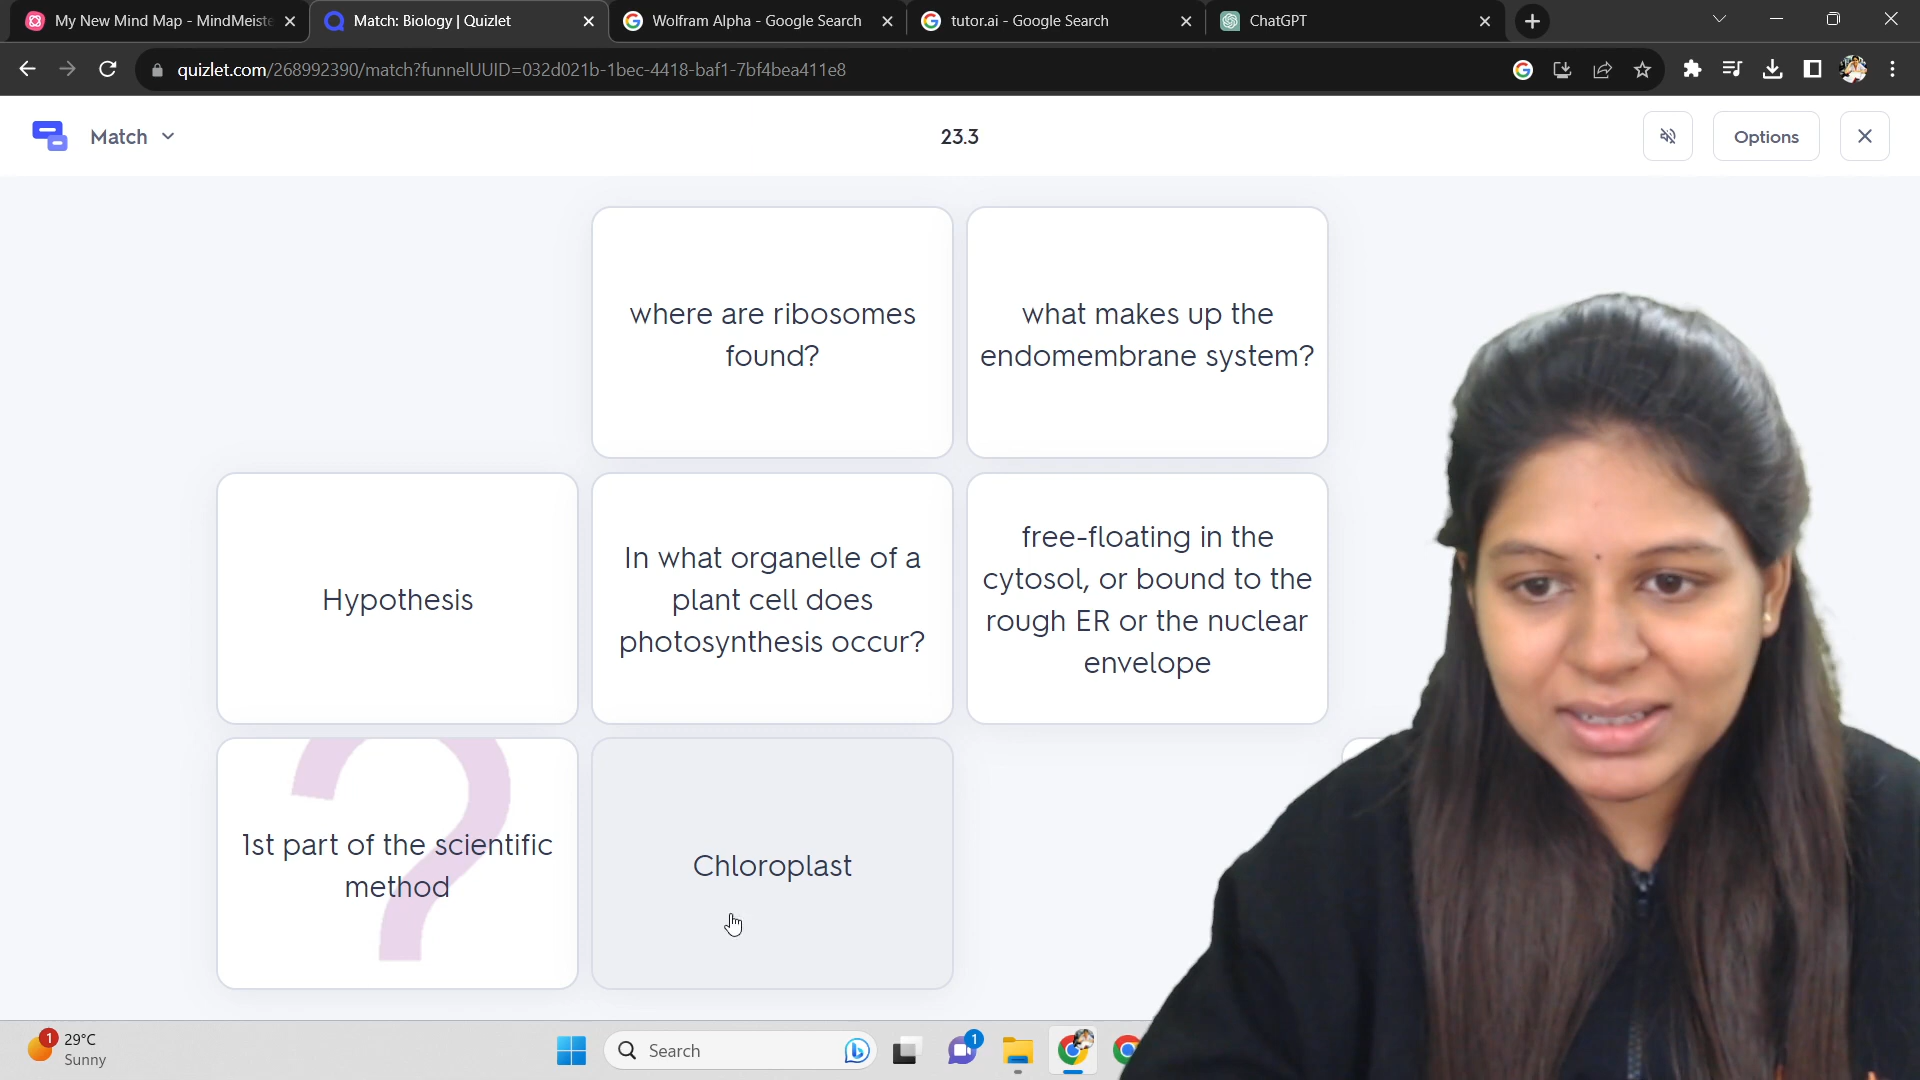 My New Mind Map - MindMeiste
Match: Biology | Quizlet
Wolfram Alpha - Google Search
tutor.ai - Google Search
ChatGPT
quizlet.com/268992390/match?funnelUUID=032d021b-1bec-4418-baf1-7bf4bea411e8
Match
23.3
Options
where are ribosomes
found?
what makes up the
endomembrane system?
Hypothesis
In what organelle of a
plant cell does
photosynthesis occur?
free-floating in the
cytosol, or bound to the
rough ER or the nuclear
envelope
1st part of the scientific
method
Chloroplast
1
29°C
Sunny
Search
1